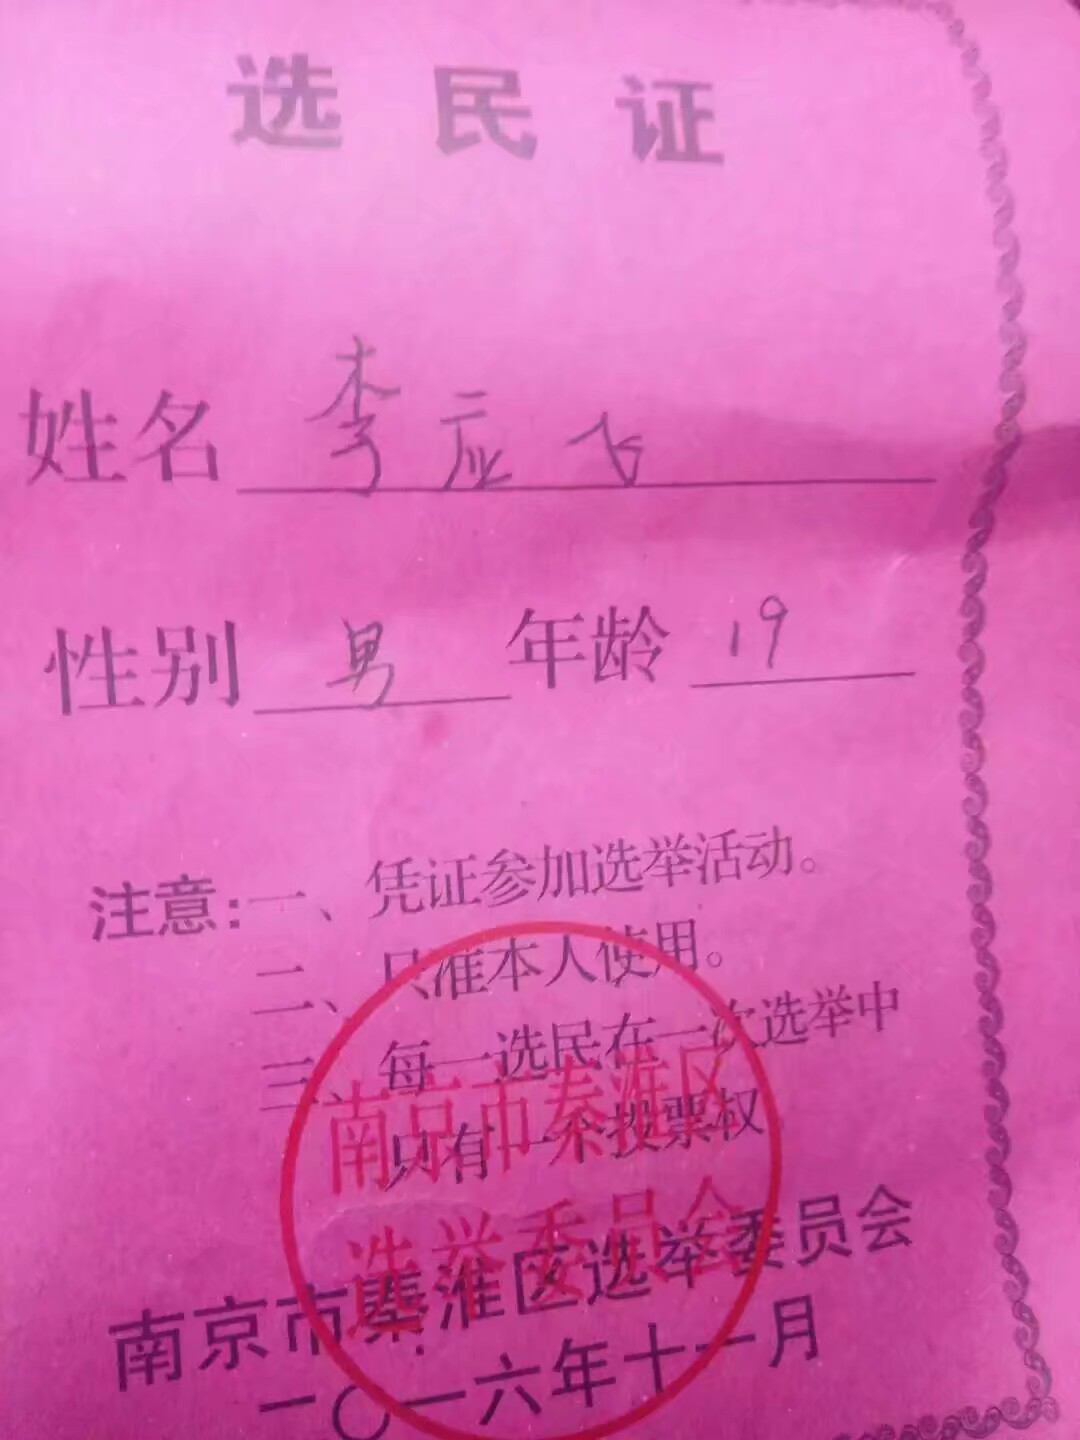 选民证
姓名 李应飞
性别 男 年龄 19
注意:一、凭证参加选举活动。
二、只准本人使用。
三、每一选民在一次选举中
只有一个投票权
南京市秦淮区
选举委员会
南京市秦淮区选举委员会
二〇一六年十一月